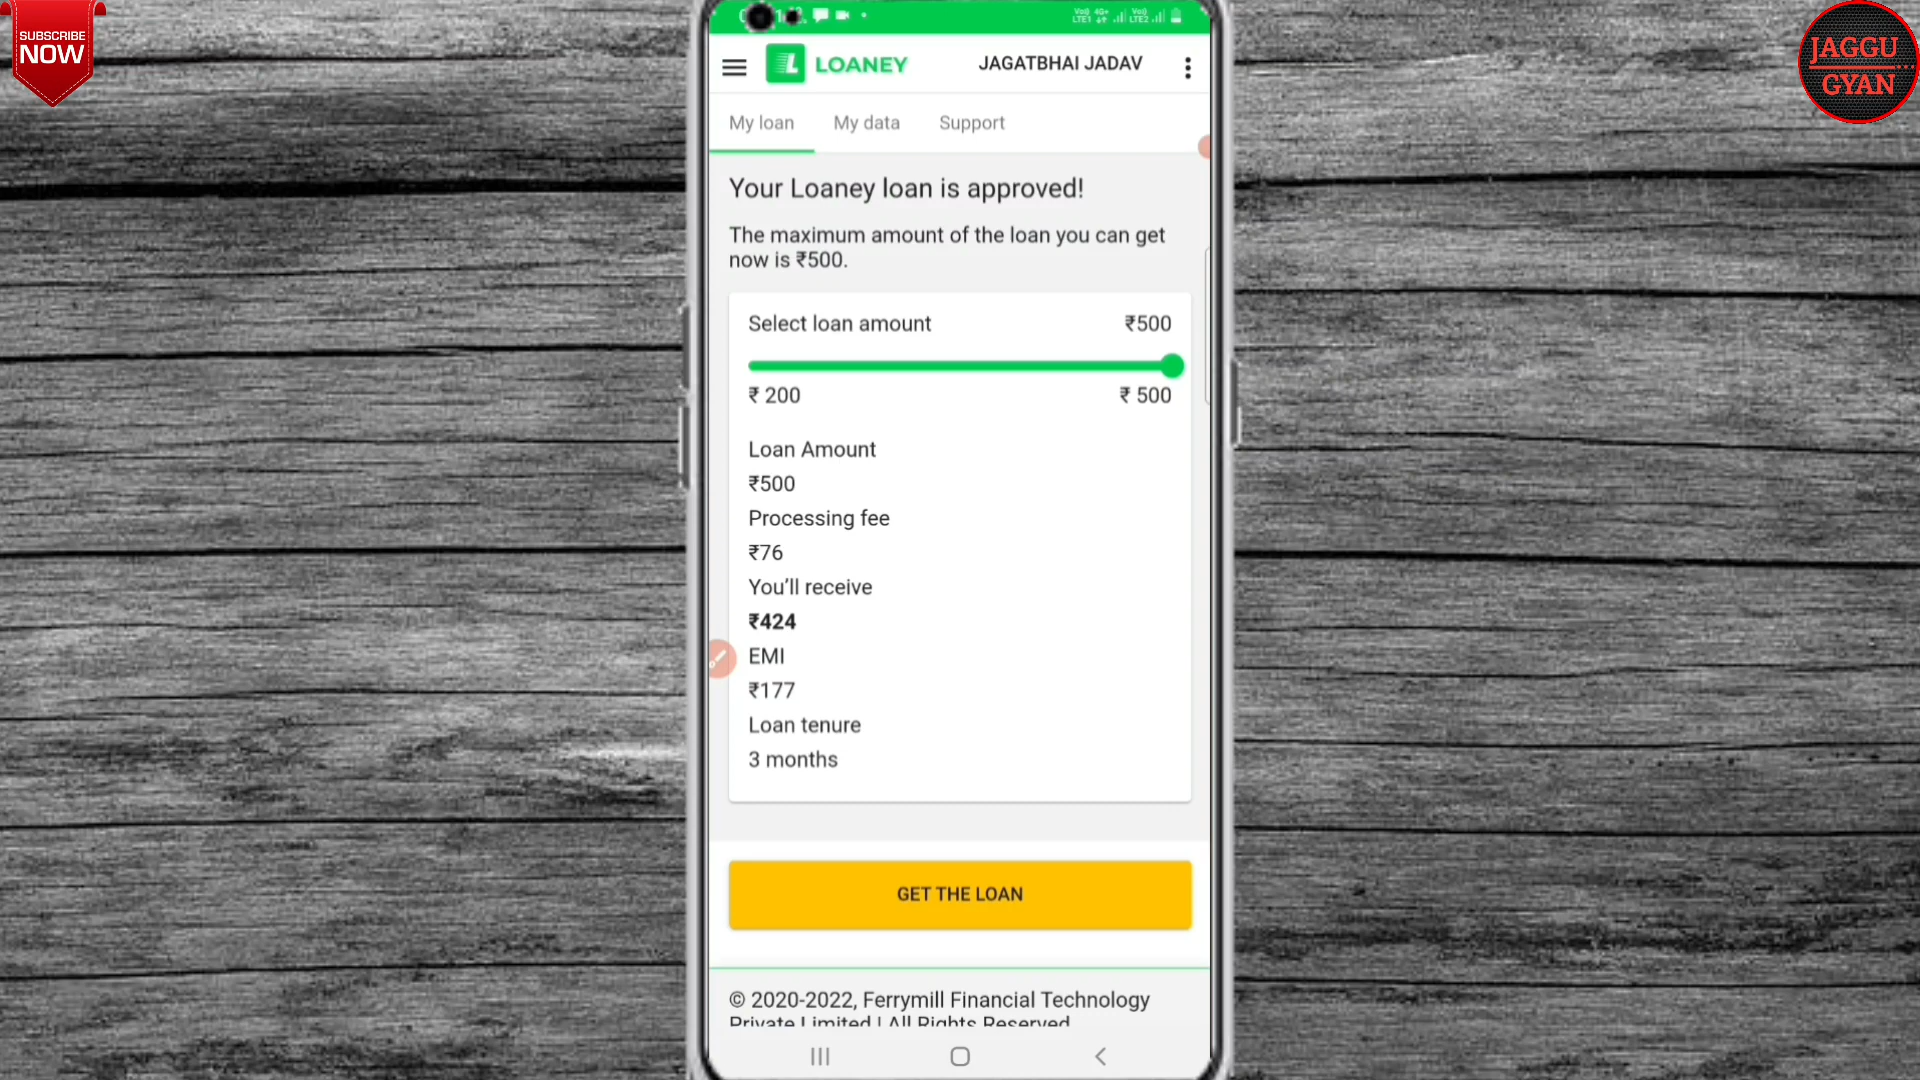 SUBSCRIBE
NOW
JAGGU
GYAN
LOANEY
JAGATBHAI JADAV
My loan
My data
Support
Your Loaney loan is approved!
The maximum amount of the loan you can get
now is ₹500.
Select loan amount
₹500
₹ 200
₹ 500
Loan Amount
₹500
Processing fee
₹76
You’ll receive
₹424
EMI
₹177
Loan tenure
3 months
GET THE LOAN
© 2020-2022, Ferrymill Financial Technology
Private Limited | All Rights Reserved